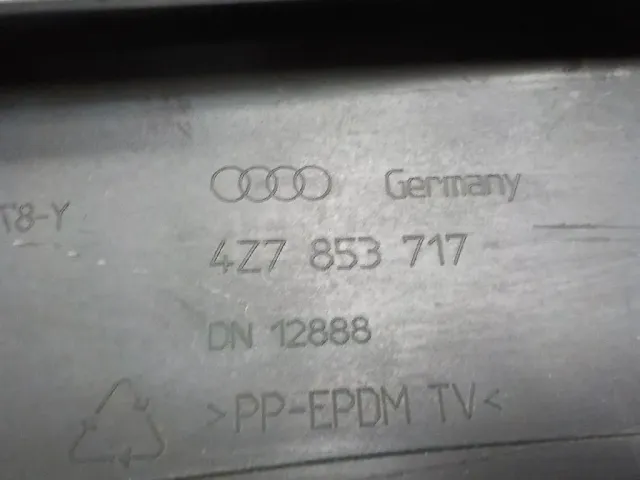 Germany
T8-Y
4Z7 853 717
DN 12888
>PP-EPDM TV<